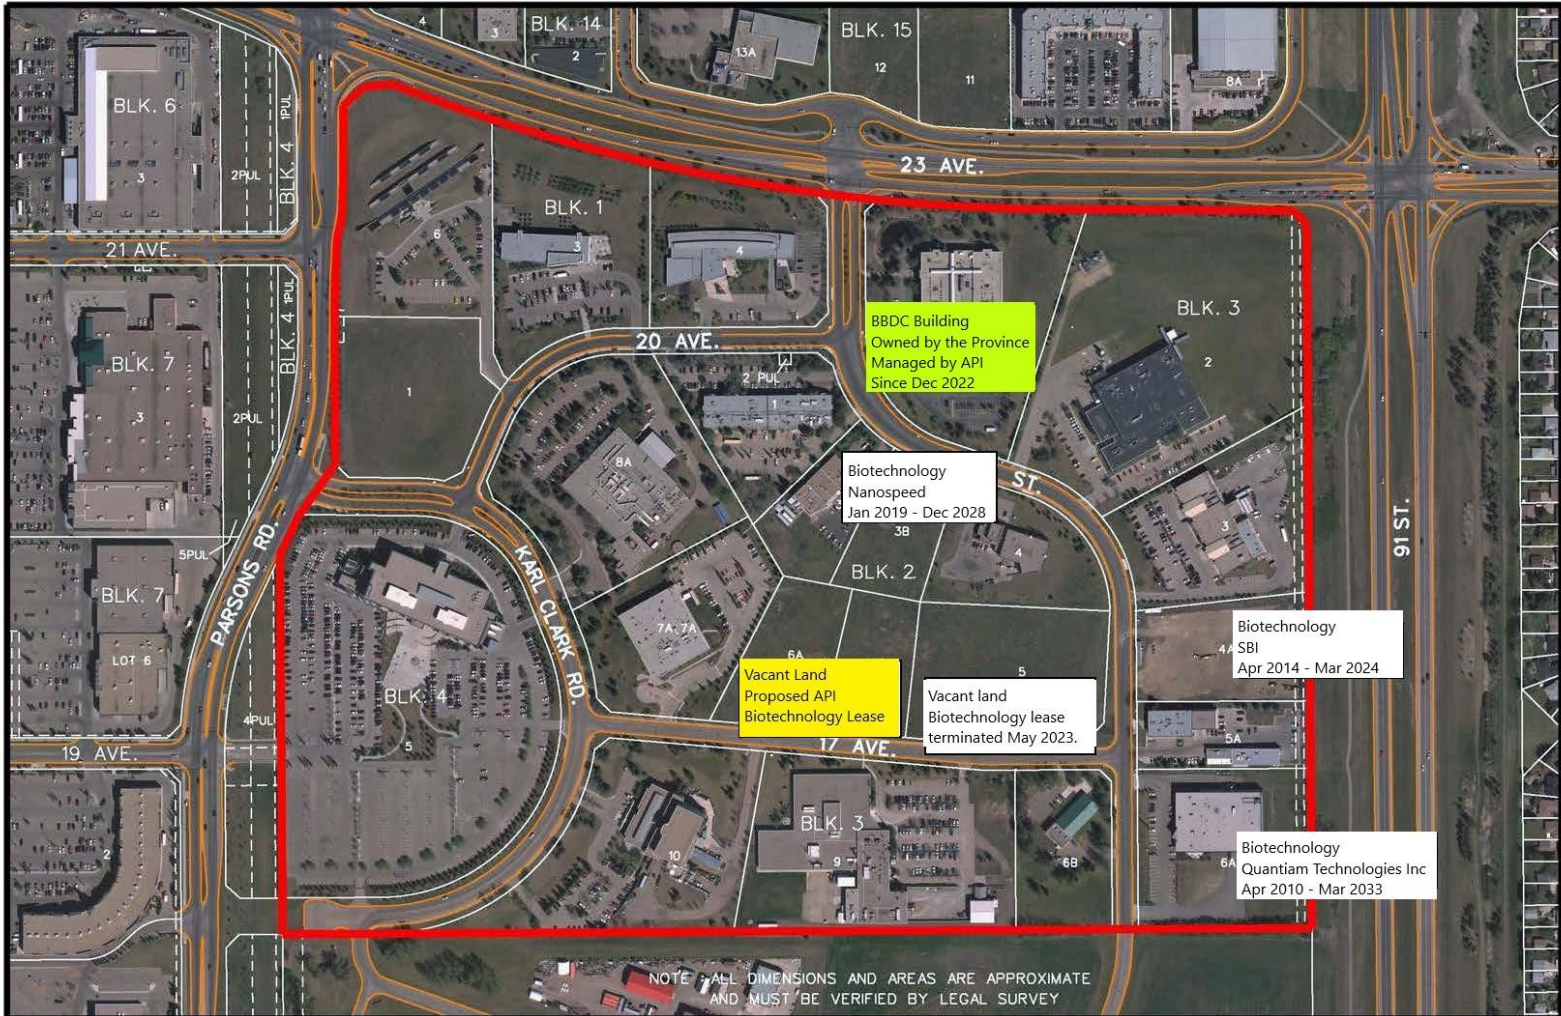 4
3
BLK. 14
2
13A
BLK. 15
12
11
8A
BLK. 6
3
2PUL
BLK. 4
1PUL
23 AVE.
21 AVE.
6
BLK. 1
3
4
BLK. 4
1PUL
BLK. 7
3
2PUL
1
20 AVE.
2 PUL
1
BBDC Building
Owned by the Province
Managed by API
Since Dec 2022
BLK. 3
2
8A
Biotechnology
Nanospeed
Jan 2019 - Dec 2028
ST.
3B
4
BLK. 2
3
91 ST.
5PUL
PARSONS RD.
BLK. 7
LOT 6
KARL CLARK RD.
7A
7A
6A
Vacant Land
Proposed API
Biotechnology Lease
5
Vacant land
Biotechnology lease
terminated May 2023.
4A
Biotechnology
SBI
Apr 2014 - Mar 2024
BLK. 4
5
4PUL
19 AVE.
17 AVE.
5A
2
10
BLK. 3
9
6B
6A
Biotechnology
Quantiam Technologies Inc
Apr 2010 - Mar 2033
NOTE : ALL DIMENSIONS AND AREAS ARE APPROXIMATE
AND MUST BE VERIFIED BY LEGAL SURVEY